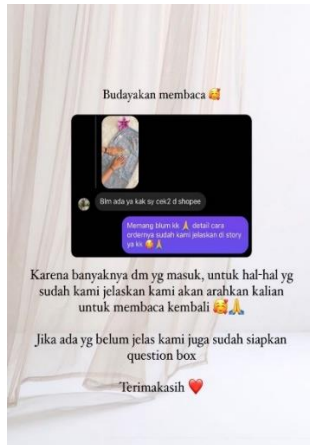 Budayakan membaca 🥰
Blm ada ya kak sy cek2 d shopee
Memang blum kk 🙏 detail cara
ordernya sudah kami jelaskan di story
ya kk 🥰🙏
Karena banyaknya dm yg masuk, untuk hal-hal yg
sudah kami jelaskan kami akan arahkan kalian
untuk membaca kembali 🥰🙏
Jika ada yg belum jelas kami juga sudah siapkan
question box
Terimakasih ❤️